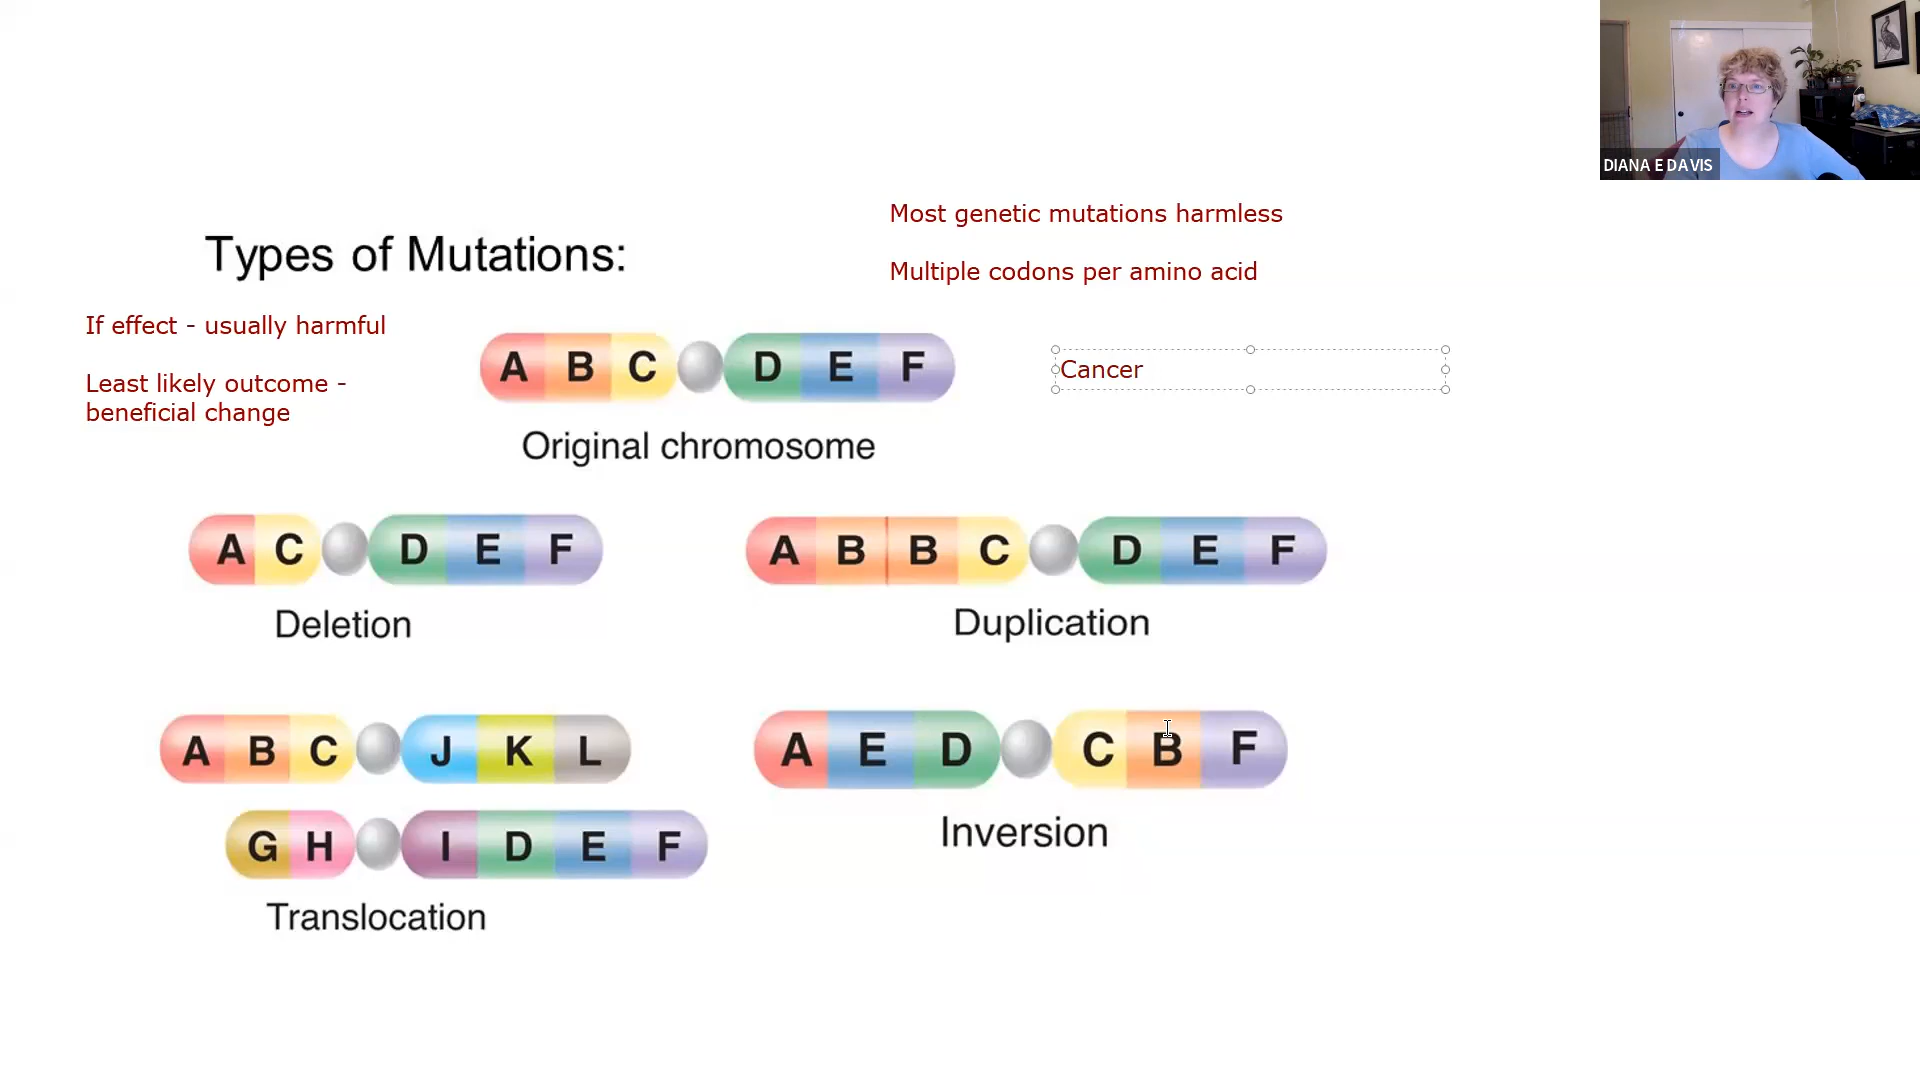 DIANA E DAVIS
Most genetic mutations harmless
Types of Mutations:
Multiple codons per amino acid
If effect - usually harmful
Least likely outcome -
beneficial change
A B C D E F
Cancer
Original chromosome
A C D E F
Deletion
A B B C D E F
Duplication
A B C J K L
G H I D E F
Translocation
A E D C B F
Inversion